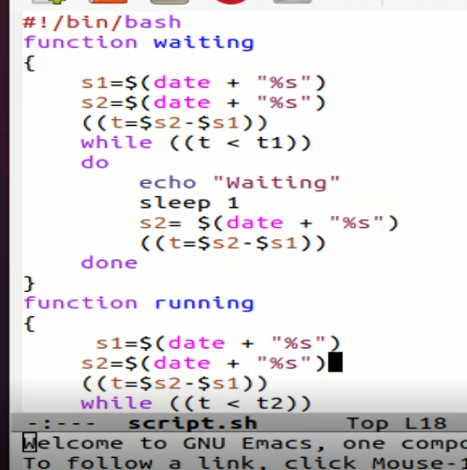 #!/bin/bash
function waiting
{
s1=$(date + "%s")
s2=$(date + "%s")
((t=$s2-$s1))
while ((t < t1))
do
echo "Waiting"
sleep 1
s2= $(date + "%s")
((t=$s2-$s1))
done
}
function running
{
s1=$(date + "%s")
s2=$(date + "%s")
((t=$s2-$s1))
while ((t < t2))
-:--- script.sh Top L18
Welcome to GNU Emacs, one compo
To follow a link, click Mouse-1